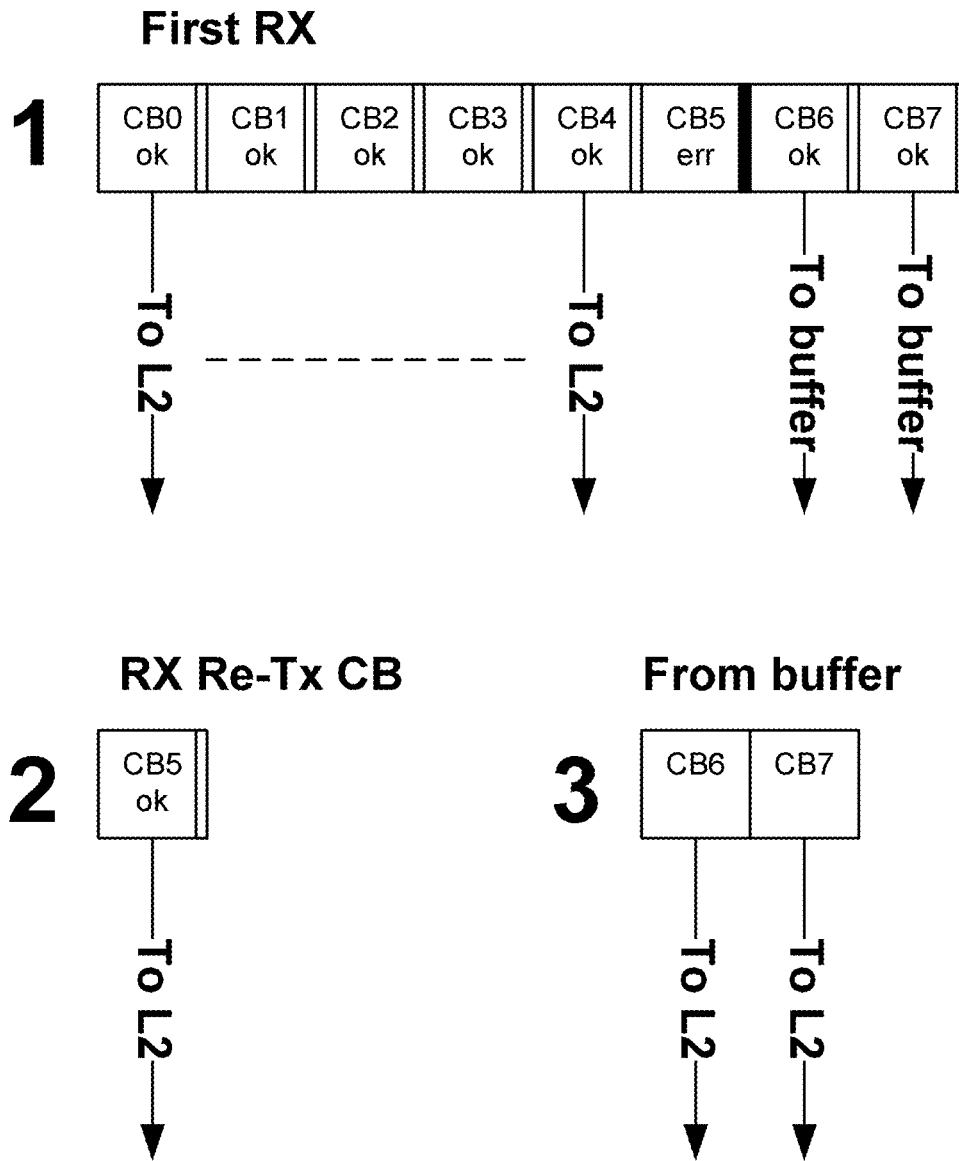 First RX
1
CB0
ok
CB1
ok
CB2
ok
CB3
ok
CB4
ok
CB5
err
CB6
ok
CB7
ok
To L2
To L2
To buffer
To buffer
RX Re-Tx CB
From buffer
2
CB5
ok
3
CB6
CB7
To L2
To L2
To L2